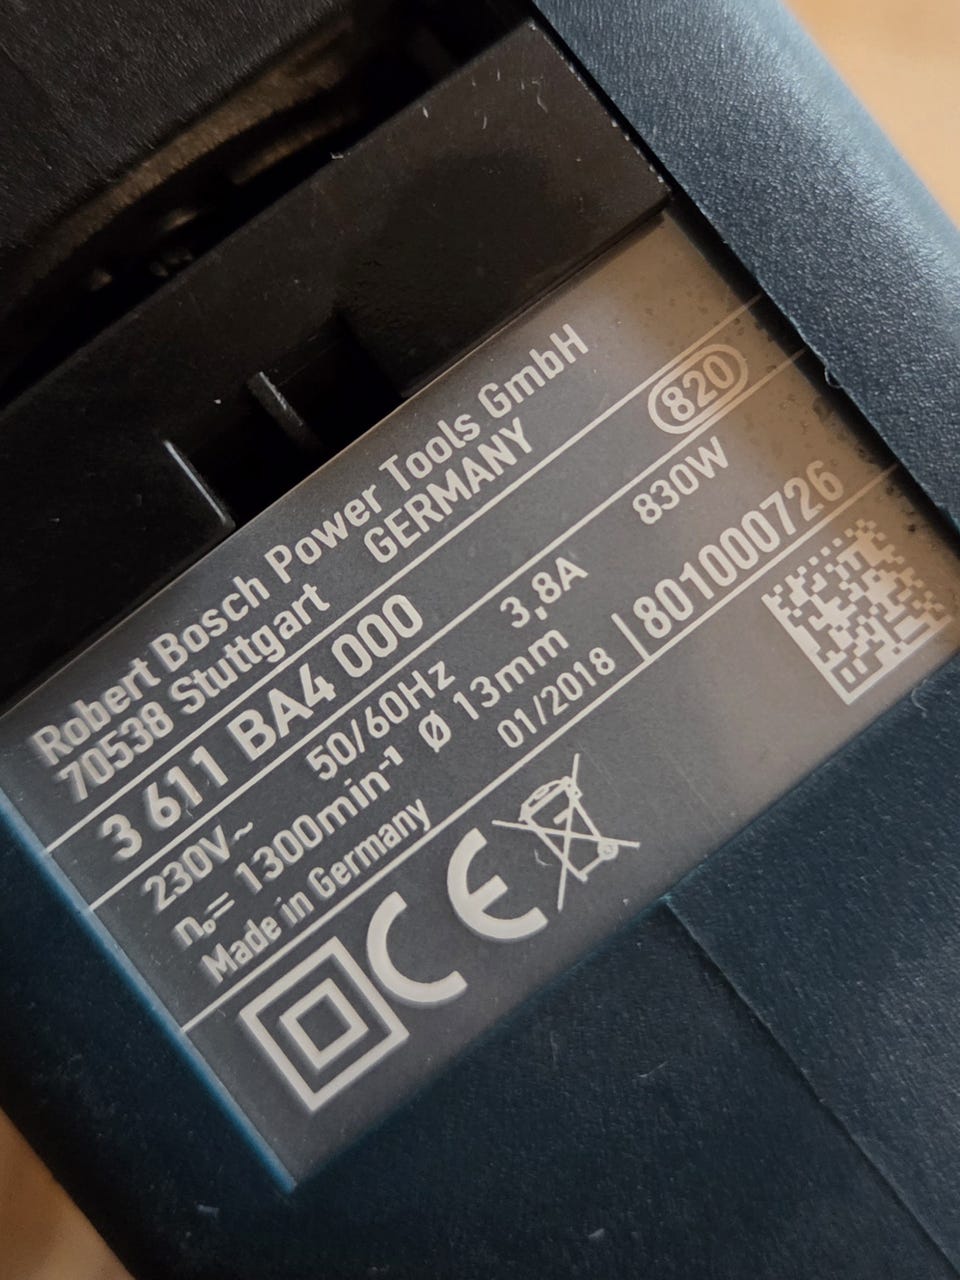 Robert Bosch Power Tools GmbH
70538 Stuttgart GERMANY
3 611 BA4 000 820
230V~ 50/60Hz 3,8A 830W
n₀= 1300min⁻¹ Ø 13mm
Made in Germany 01/2018 801000726
CE